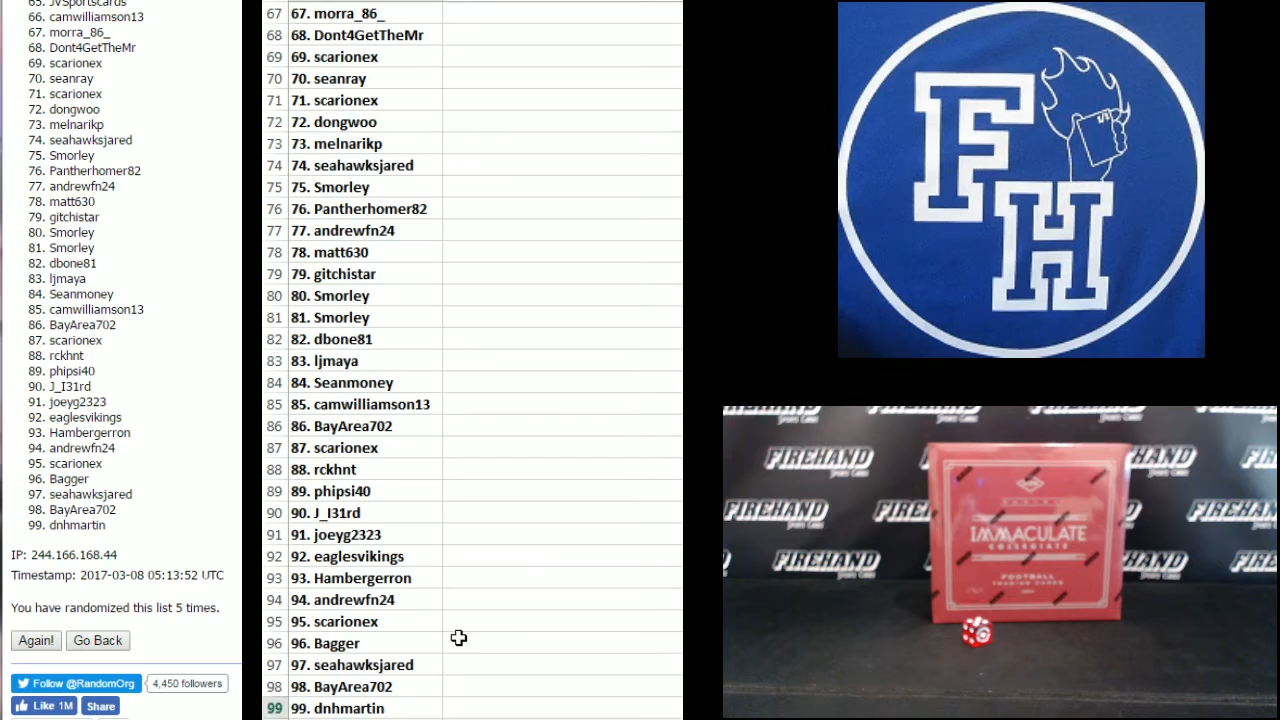 65. JVSportscards
66. camwilliamson13
67. morra_86_
68. Dont4GetTheMr
69. scarionex
70. seanray
71. scarionex
72. dongwoo
73. melnarikp
74. seahawksjared
75. Smorley
76. Pantherhomer82
77. andrewfn24
78. matt630
79. gitchistar
80. Smorley
81. Smorley
82. dbone81
83. ljmaya
84. Seanmoney
85. camwilliamson13
86. BayArea702
87. scarionex
88. rckhnt
89. phipsi40
90. J_I31rd
91. joeyg2323
92. eaglesvikings
93. Hambergerron
94. andrewfn24
95. scarionex
96. Bagger
97. seahawksjared
98. BayArea702
99. dnhmartin
IP: 244.166.168.44
Timestamp: 2017-03-08 05:13:52 UTC
You have randomized this list 5 times.
Again! Go Back
Follow @RandomOrg 4,450 followers
Like 1M Share
67 67. morra_86_
68 68. Dont4GetTheMr
69 69. scarionex
70 70. seanray
71 71. scarionex
72 72. dongwoo
73 73. melnarikp
74 74. seahawksjared
75 75. Smorley
76 76. Pantherhomer82
77 77. andrewfn24
78 78. matt630
79 79. gitchistar
80 80. Smorley
81 81. Smorley
82 82. dbone81
83 83. ljmaya
84 84. Seanmoney
85 85. camwilliamson13
86 86. BayArea702
87 87. scarionex
88 88. rckhnt
89 89. phipsi40
90 90. J_I31rd
91 91. joeyg2323
92 92. eaglesvikings
93 93. Hambergerron
94 94. andrewfn24
95 95. scarionex
96 96. Bagger
97 97. seahawksjared
98 98. BayArea702
99 99. dnhmartin
FH
FIREHAND
FIREHAND
IMMACULATE
COLLEGIATE
FOOTBALL
TRADING CARDS